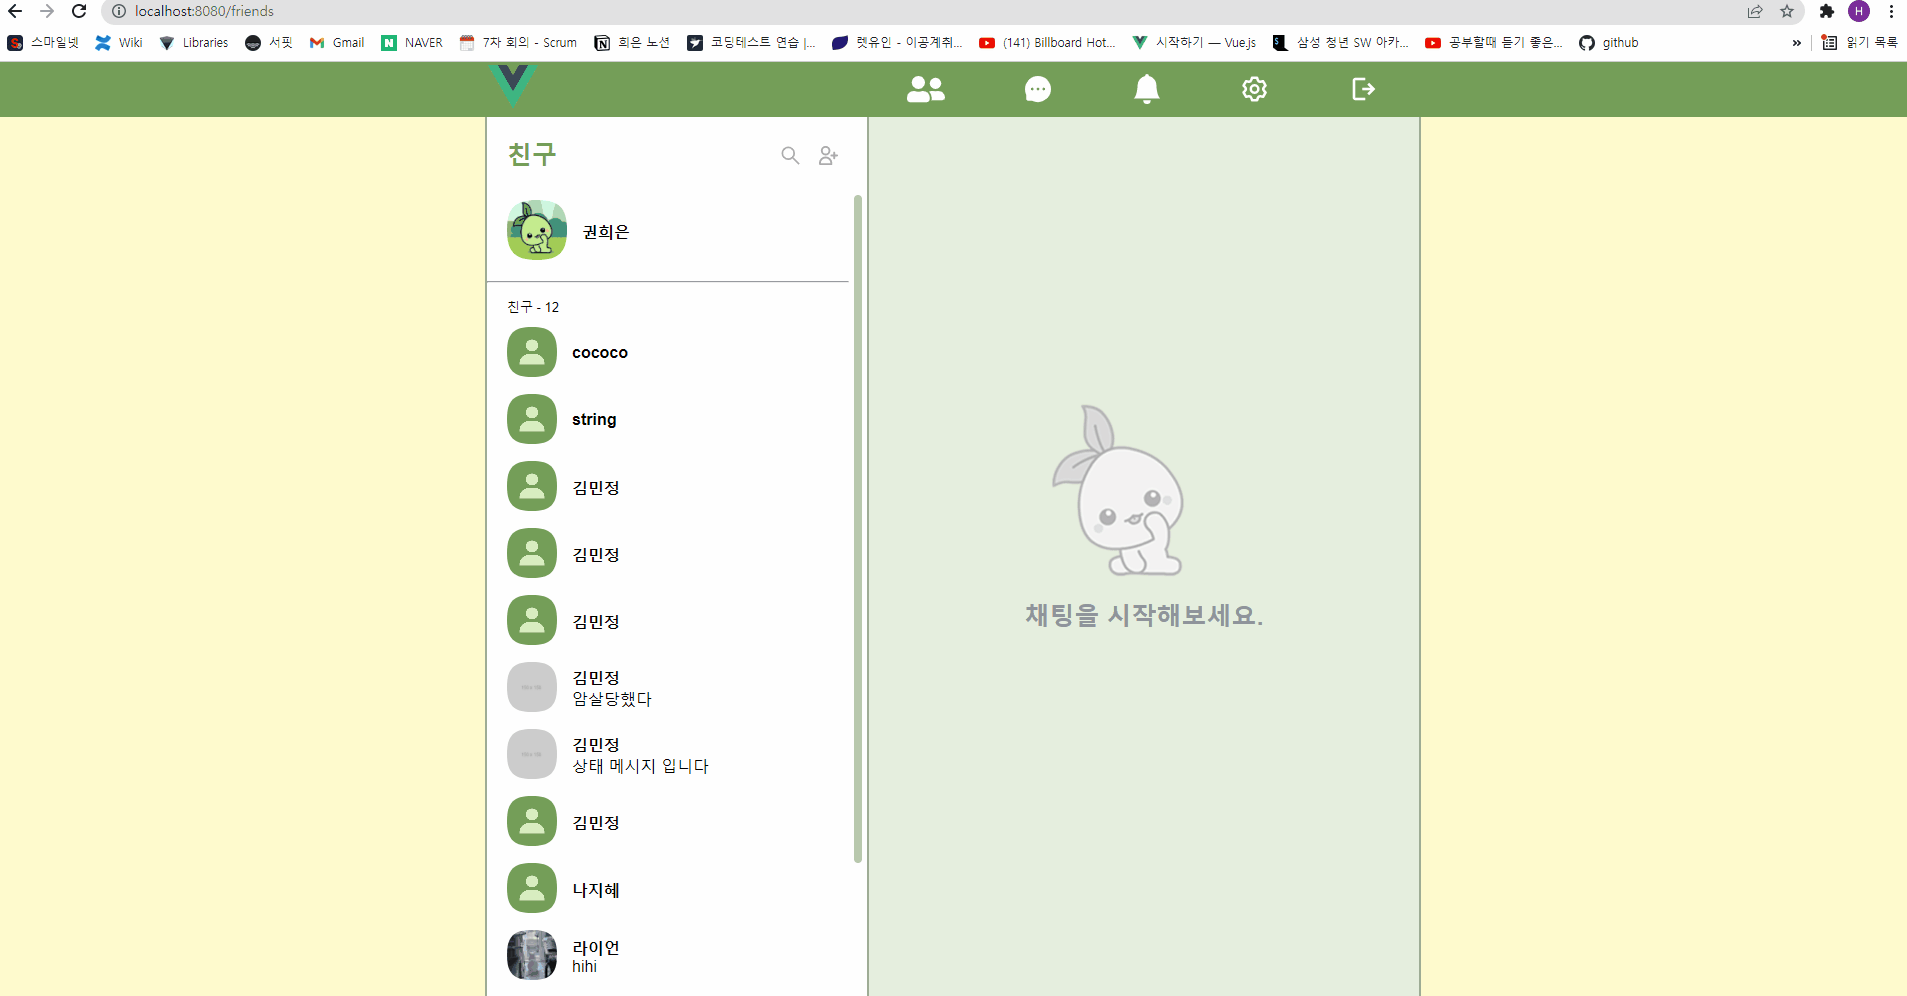 localhost:8080/friends
H
스마일넷 Wiki Libraries 서핏 Gmail NAVER 7차 회의 - Scrum 희은 노션 코딩테스트 연습 |... 렛유인 - 이공계취... (141) Billboard Hot... 시작하기 — Vue.js 삼성 청년 SW 아카... 공부할때 듣기 좋은... github » 읽기 목록
친구
권희은
친구 - 12
cococo
string
김민정
김민정
김민정
김민정
암살당했다
김민정
상태 메시지 입니다
김민정
나지혜
라이언
hihi
채팅을 시작해보세요.